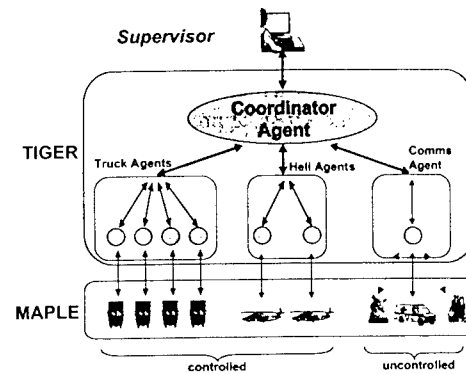 Supervisor
Coordinator
Agent
TIGER
Truck Agents
Heli Agents
Comms
Agent
MAPLE
controlled
uncontrolled